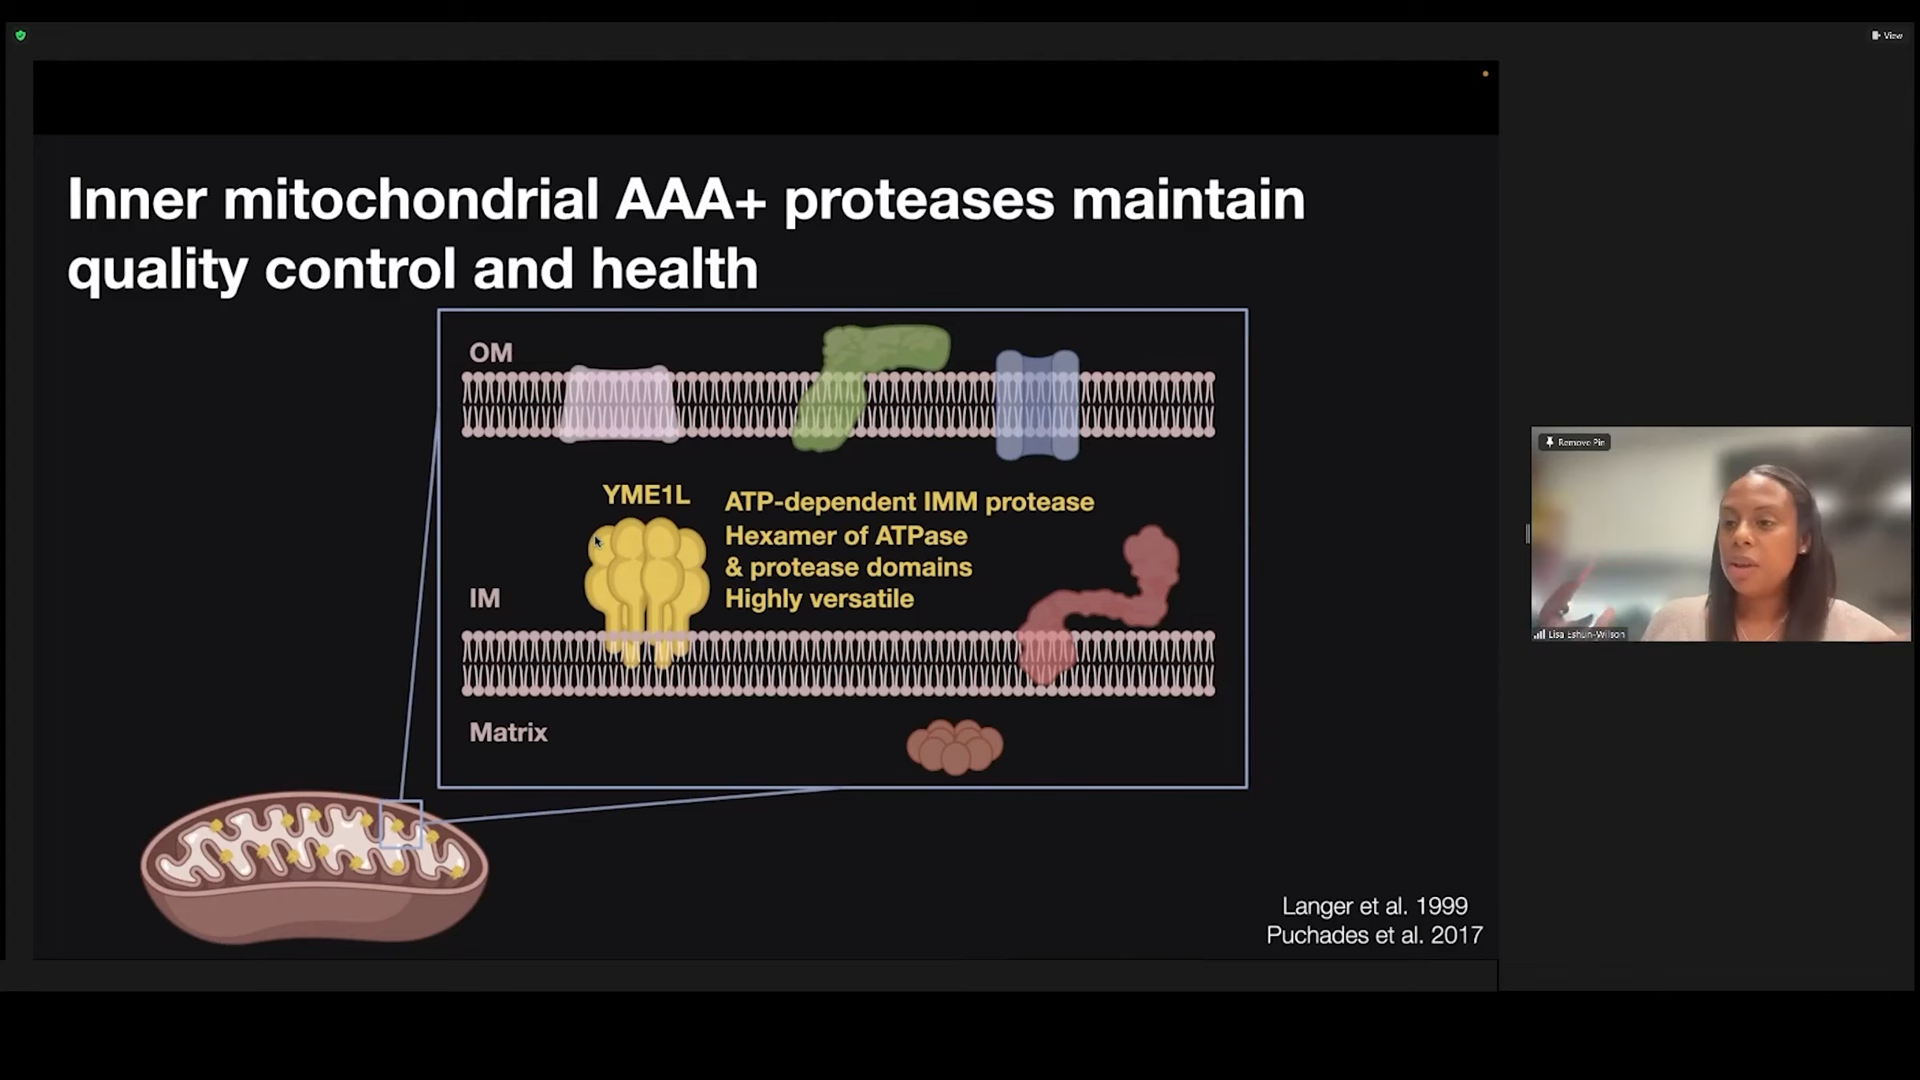 View
Inner mitochondrial AAA+ proteases maintain
quality control and health
OM
YME1L
ATP-dependent IMM protease
Hexamer of ATPase
& protease domains
Highly versatile
IM
Matrix
Langer et al. 1999
Puchades et al. 2017
Remove Pin
Lisa Eshun-Wilson